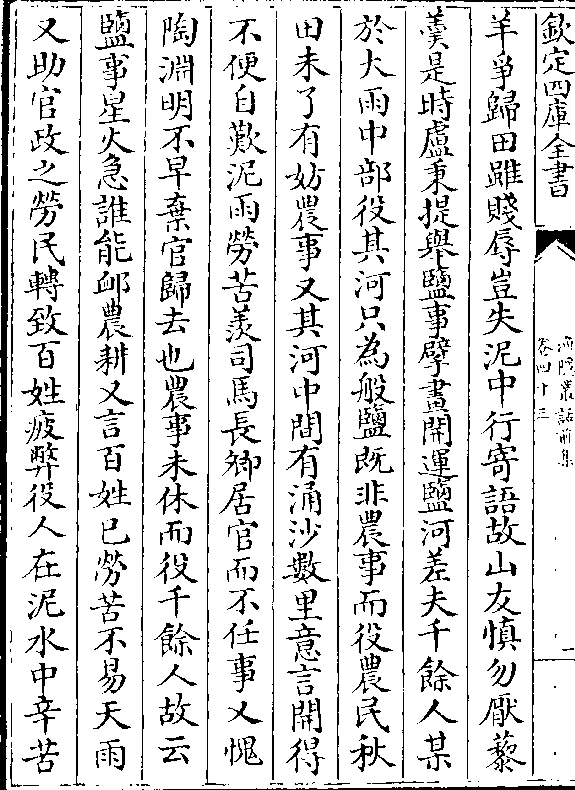 欽定四庫全書
漁隱叢話前集
卷四十三
一
羊爭歸田雖賤辱豈失泥中行寄語故山友慎勿厭藜
羹是時盧秉提舉鹽事擘畫開運鹽河差夫千餘人某
於大雨中部役其河只為般鹽既非農事而役農民秋
田未了有妨農事又其河中間有涌沙數里意言開得
不便自歎泥雨勞苦羨司馬長卿居官而不任事又愧
陶淵明不早棄官歸去也農事未休而役千餘人故云
鹽事星火急誰能䘏農耕又言百姓已勞苦不易天雨
又助官政之勞民轉致百姓疲弊役人在泥水中辛苦